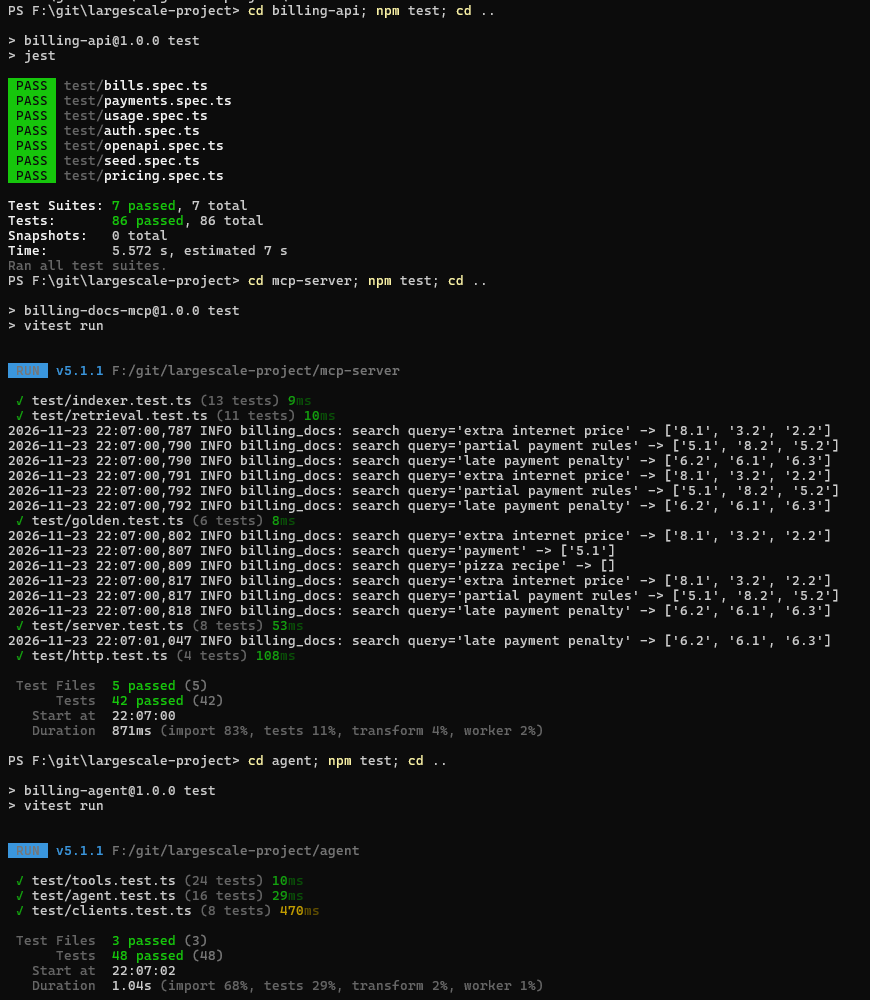 PS F:\git\largescale-project> cd billing-api; npm test; cd ..
> billing-api@1.0.0 test
> jest
PASS test/bills.spec.ts
PASS test/payments.spec.ts
PASS test/usage.spec.ts
PASS test/auth.spec.ts
PASS test/openapi.spec.ts
PASS test/seed.spec.ts
PASS test/pricing.spec.ts
Test Suites: 7 passed, 7 total
Tests: 86 passed, 86 total
Snapshots: 0 total
Time: 5.572 s, estimated 7 s
Ran all test suites.
PS F:\git\largescale-project> cd mcp-server; npm test; cd ..
> billing-docs-mcp@1.0.0 test
> vitest run
RUN v5.1.1 F:/git/largescale-project/mcp-server
✓ test/indexer.test.ts (13 tests) 9ms
✓ test/retrieval.test.ts (11 tests) 10ms
2026-11-23 22:07:00,787 INFO billing_docs: search query='extra internet price' -> ['8.1', '3.2', '2.2']
2026-11-23 22:07:00,790 INFO billing_docs: search query='partial payment rules' -> ['5.1', '8.2', '5.2']
2026-11-23 22:07:00,790 INFO billing_docs: search query='late payment penalty' -> ['6.2', '6.1', '6.3']
2026-11-23 22:07:00,791 INFO billing_docs: search query='extra internet price' -> ['8.1', '3.2', '2.2']
2026-11-23 22:07:00,792 INFO billing_docs: search query='partial payment rules' -> ['5.1', '8.2', '5.2']
2026-11-23 22:07:00,792 INFO billing_docs: search query='late payment penalty' -> ['6.2', '6.1', '6.3']
✓ test/golden.test.ts (6 tests) 8ms
2026-11-23 22:07:00,802 INFO billing_docs: search query='extra internet price' -> ['8.1', '3.2', '2.2']
2026-11-23 22:07:00,807 INFO billing_docs: search query='payment' -> ['5.1']
2026-11-23 22:07:00,809 INFO billing_docs: search query='pizza recipe' -> []
2026-11-23 22:07:00,817 INFO billing_docs: search query='extra internet price' -> ['8.1', '3.2', '2.2']
2026-11-23 22:07:00,817 INFO billing_docs: search query='partial payment rules' -> ['5.1', '8.2', '5.2']
2026-11-23 22:07:00,818 INFO billing_docs: search query='late payment penalty' -> ['6.2', '6.1', '6.3']
✓ test/server.test.ts (8 tests) 53ms
2026-11-23 22:07:01,047 INFO billing_docs: search query='late payment penalty' -> ['6.2', '6.1', '6.3']
✓ test/http.test.ts (4 tests) 108ms
Test Files 5 passed (5)
Tests 42 passed (42)
Start at 22:07:00
Duration 871ms (import 83%, tests 11%, transform 4%, worker 2%)
PS F:\git\largescale-project> cd agent; npm test; cd ..
> billing-agent@1.0.0 test
> vitest run
RUN v5.1.1 F:/git/largescale-project/agent
✓ test/tools.test.ts (24 tests) 10ms
✓ test/agent.test.ts (16 tests) 29ms
✓ test/clients.test.ts (8 tests) 470ms
Test Files 3 passed (3)
Tests 48 passed (48)
Start at 22:07:02
Duration 1.04s (import 68%, tests 29%, transform 2%, worker 1%)